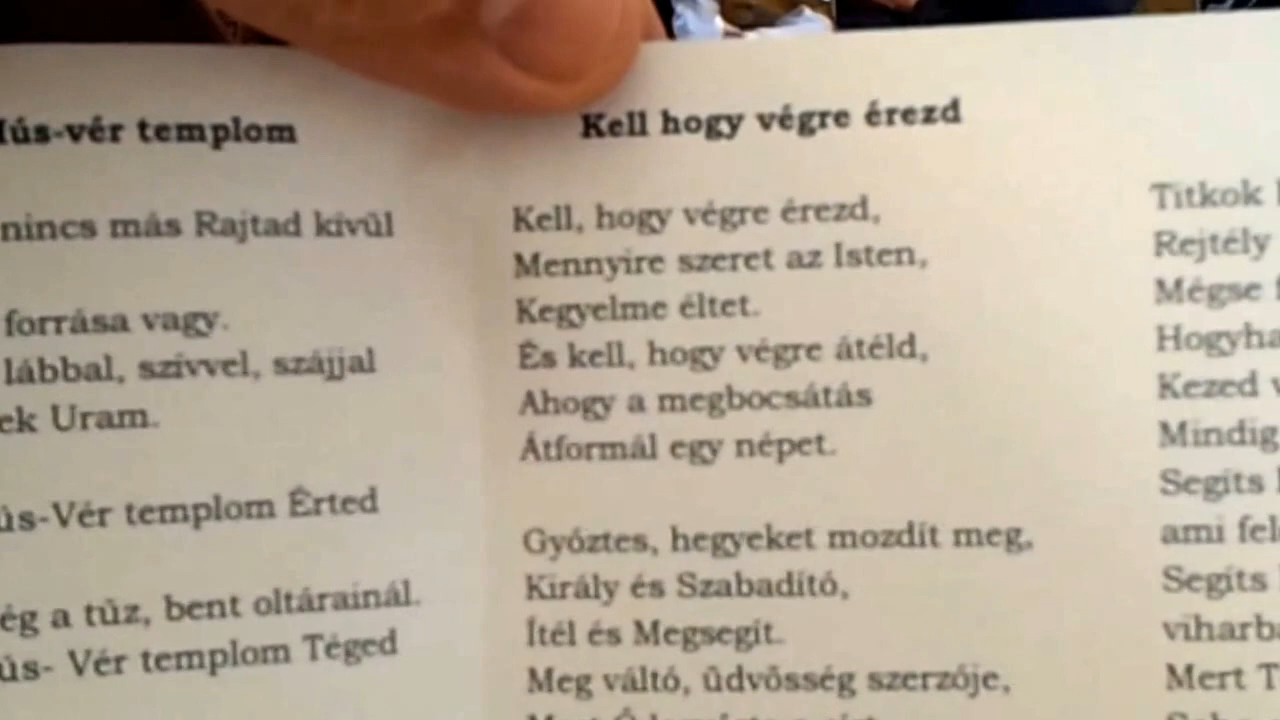 Hús-vér templom
nincs más Rajtad kívül
forrása vagy.
lábbal, szívvel, szájjal
ek Uram.
ús-Vér templom Érted
ég a tűz, bent oltárainál.
ús- Vér templom Téged
Kell hogy végre érezd
Kell, hogy végre érezd,
Mennyire szeret az Isten,
Kegyelme éltet.
És kell, hogy végre átéld,
Ahogy a megbocsátás
Átformál egy népet.
Győztes, hegyeket mozdít meg,
Király és Szabadító,
Ítél és Megsegít.
Meg váltó, üdvösség szerzője,
Titkok
Rejtély
Mégse
Hogyha
Kezed
Mindig
Segíts
ami fel
Segíts
viharb
Mert T